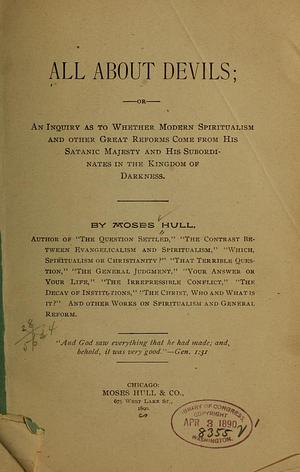 ALL ABOUT DEVILS;
—OR—
AN INQUIRY AS TO WHETHER MODERN SPIRITUALISM
AND OTHER GREAT REFORMS COME FROM HIS
SATANIC MAJESTY AND HIS SUBORDI-
NATES IN THE KINGDOM OF
DARKNESS.
BY MOSES HULL,
AUTHOR OF "THE QUESTION SETTLED," "THE CONTRAST BE-
TWEEN EVANGELICALISM AND SPIRITUALISM," "WHICH,
SPIRITUALISM OR CHRISTIANITY?" "THAT TERRIBLE QUES-
TION," "THE GENERAL JUDGMENT," "YOUR ANSWER OR
YOUR LIFE," "THE IRREPRESSIBLE CONFLICT," "THE
DECAY OF INSTITUTIONS," "THE CHRIST, WHO AND WHAT IS
IT?" AND OTHER WORKS ON SPIRITUALISM AND GENERAL
REFORM.
"And God saw everything that he had made; and,
behold, it was very good."—Gen. 1:31
CHICAGO:
MOSES HULL & CO.,
675 WEST LAKE ST.,
1890.
LIBRARY OF CONGRESS
COPYRIGHT
APR 3 1890
8355
WASHINGTON.